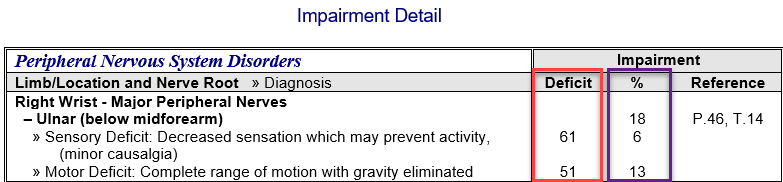 Impairment Detail
Peripheral Nervous System Disorders Impairment
Limb/Location and Nerve Root » Diagnosis Deficit % Reference
Right Wrist - Major Peripheral Nerves
– Ulnar (below midforearm) 18 P.46, T.14
» Sensory Deficit: Decreased sensation which may prevent activity, 61 6
(minor causalgia)
» Motor Deficit: Complete range of motion with gravity eliminated 51 13